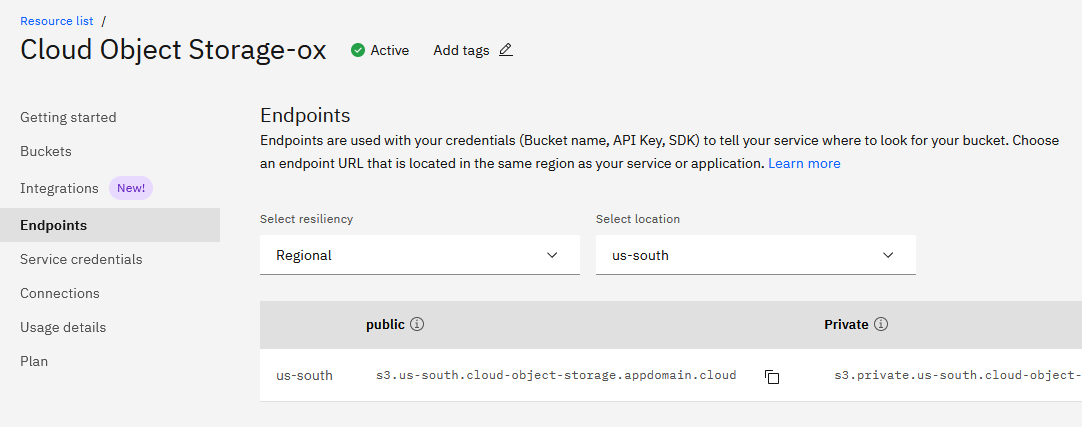 Resource list /
Cloud Object Storage-ox Active Add tags
Getting started
Buckets
Integrations New!
Endpoints
Service credentials
Connections
Usage details
Plan
Endpoints
Endpoints are used with your credentials (Bucket name, API Key, SDK) to tell your service where to look for your bucket. Choose
an endpoint URL that is located in the same region as your service or application. Learn more
Select resiliency Select location
Regional us-south
public Private
us-south s3.us-south.cloud-object-storage.appdomain.cloud s3.private.us-south.cloud-object-